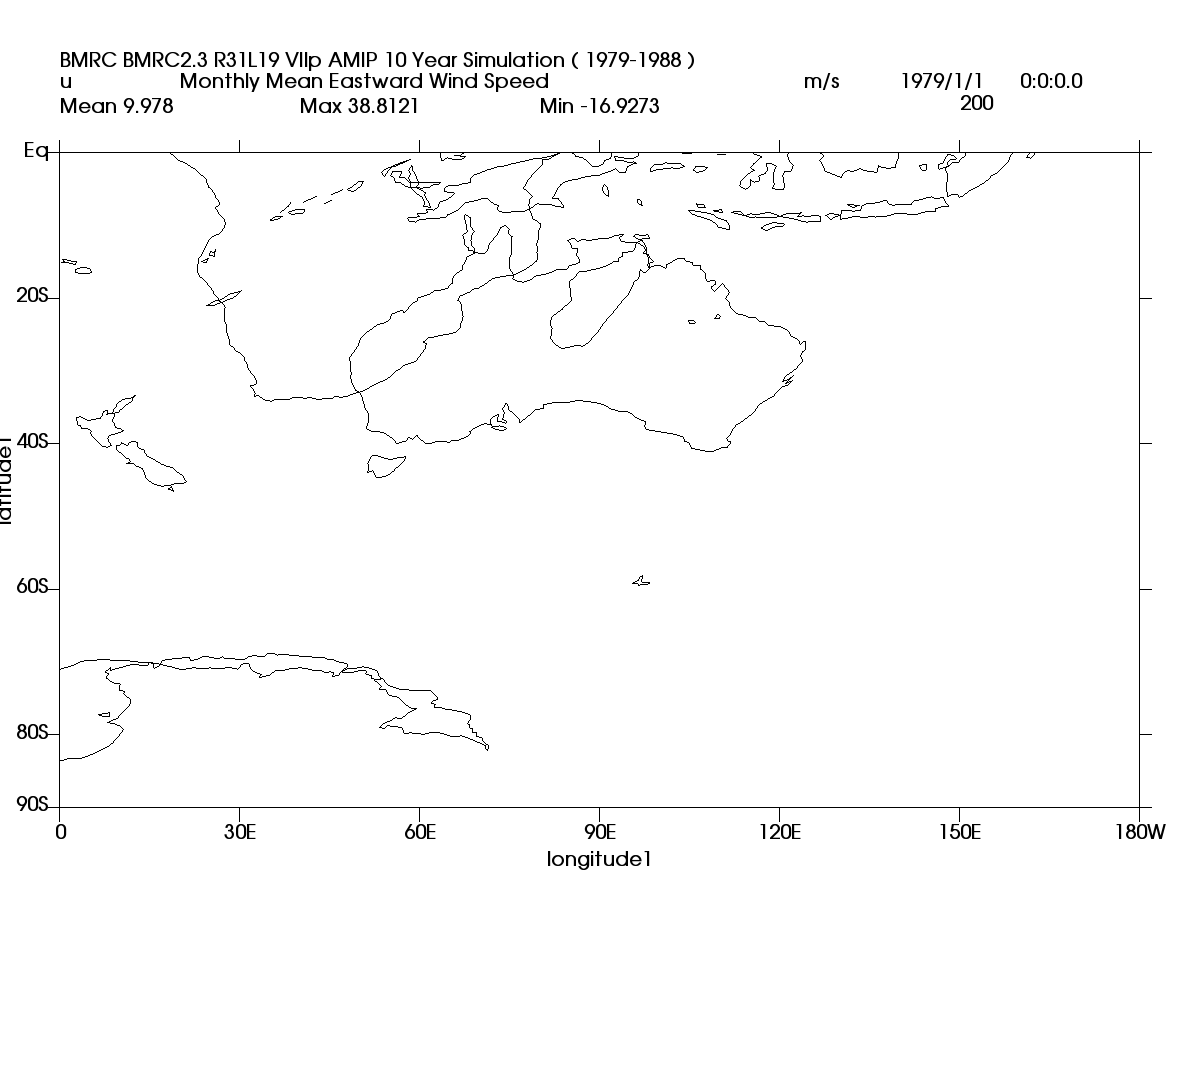 BMRC BMRC2.3 R31L19 VIIp AMIP 10 Year Simulation ( 1979-1988 )
u Monthly Mean Eastward Wind Speed m/s 1979/1/1 0:0:0.0
Mean 9.978 Max 38.8121 Min -16.9273 200
Eq
20S
40S
latitude1
60S
80S
90S
0 30E 60E 90E 120E 150E 180W
longitude1